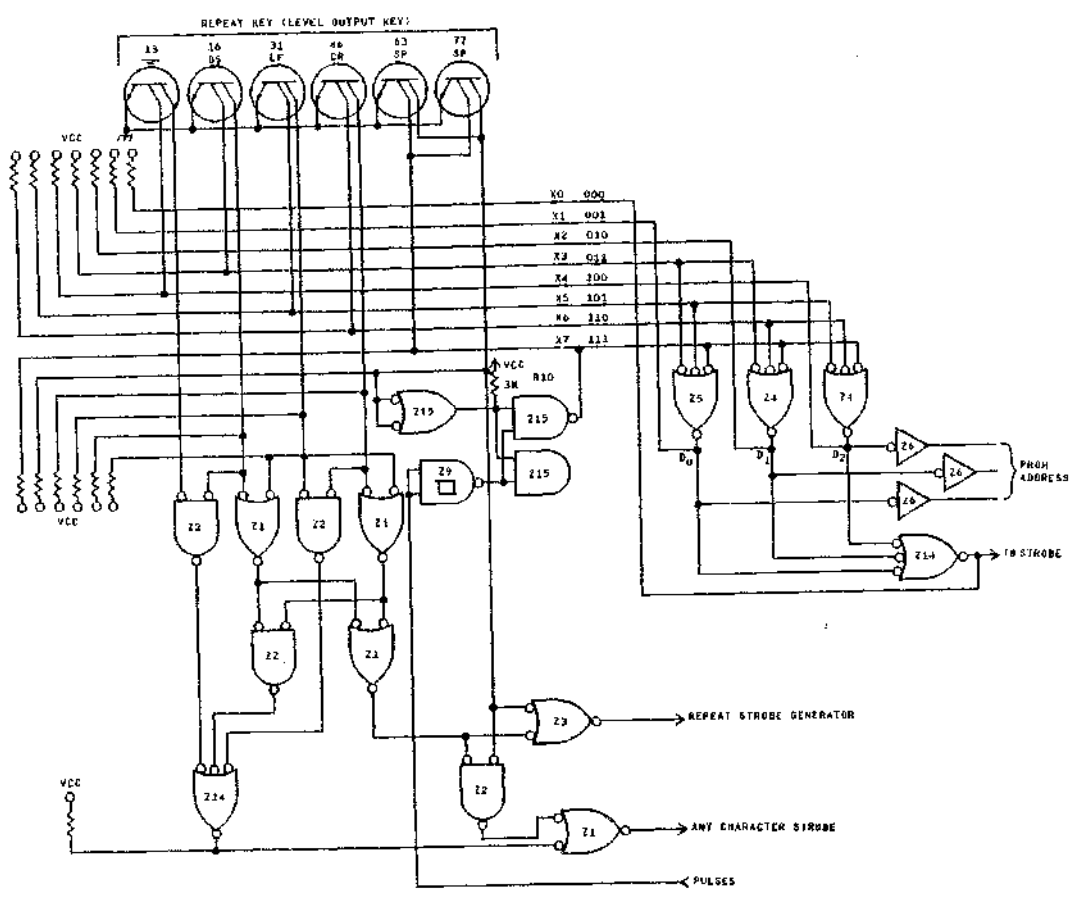 REPEAT KEY (LEVEL OUTPUT KEY)
13 16 31 46 63 77
BS LF CR SP SP
VCC
X0 000
X1 001
X2 010
X3 011
X4 100
X5 101
X6 110
X7 111
VCC
3K
R10
Z15
Z15
Z15
Z9
Z5
Z4
Z4
D0
D1
D2
Z6
Z6
Z6
PROM
ADDRESS
VCC
Z2
Z1
Z2
Z1
Z14
TB STROBE
Z2
Z1
Z3
REPEAT STROBE GENERATOR
VCC
Z14
Z2
Z1
ANY CHARACTER STROBE
PULSES